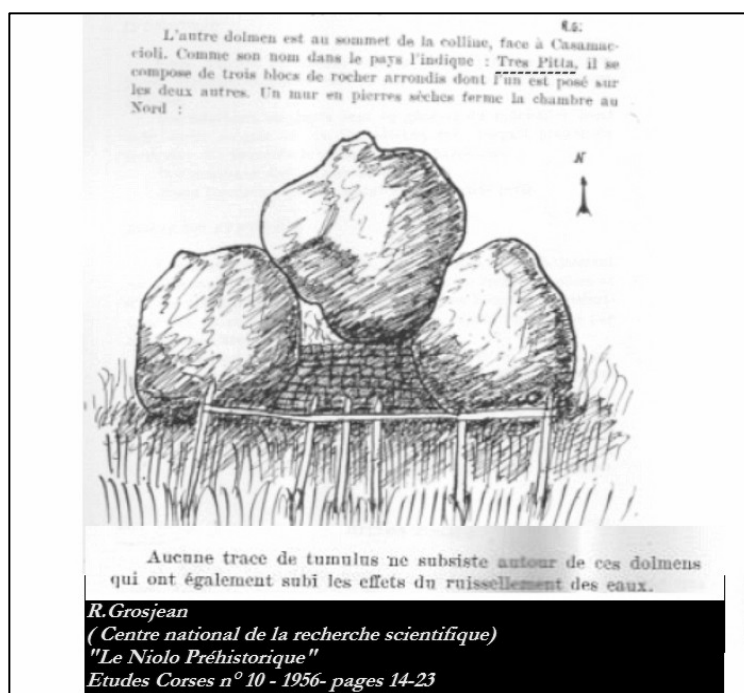 L'autre dolmen est au sommet de la colline, face à Casamac-
cioli. Comme son nom dans le pays l'indique : Tres Pitta, il se
compose de trois blocs de rocher arrondis dont l'un est posé sur
les deux autres. Un mur en pierres sèches ferme la chambre au
Nord :
N
Aucune trace de tumulus ne subsiste autour de ces dolmens
qui ont également subi les effets du ruissellement des eaux.
R.Grosjean
( Centre national de la recherche scientifique)
"Le Niolo Préhistorique"
Etudes Corses n° 10 - 1956- pages 14-23